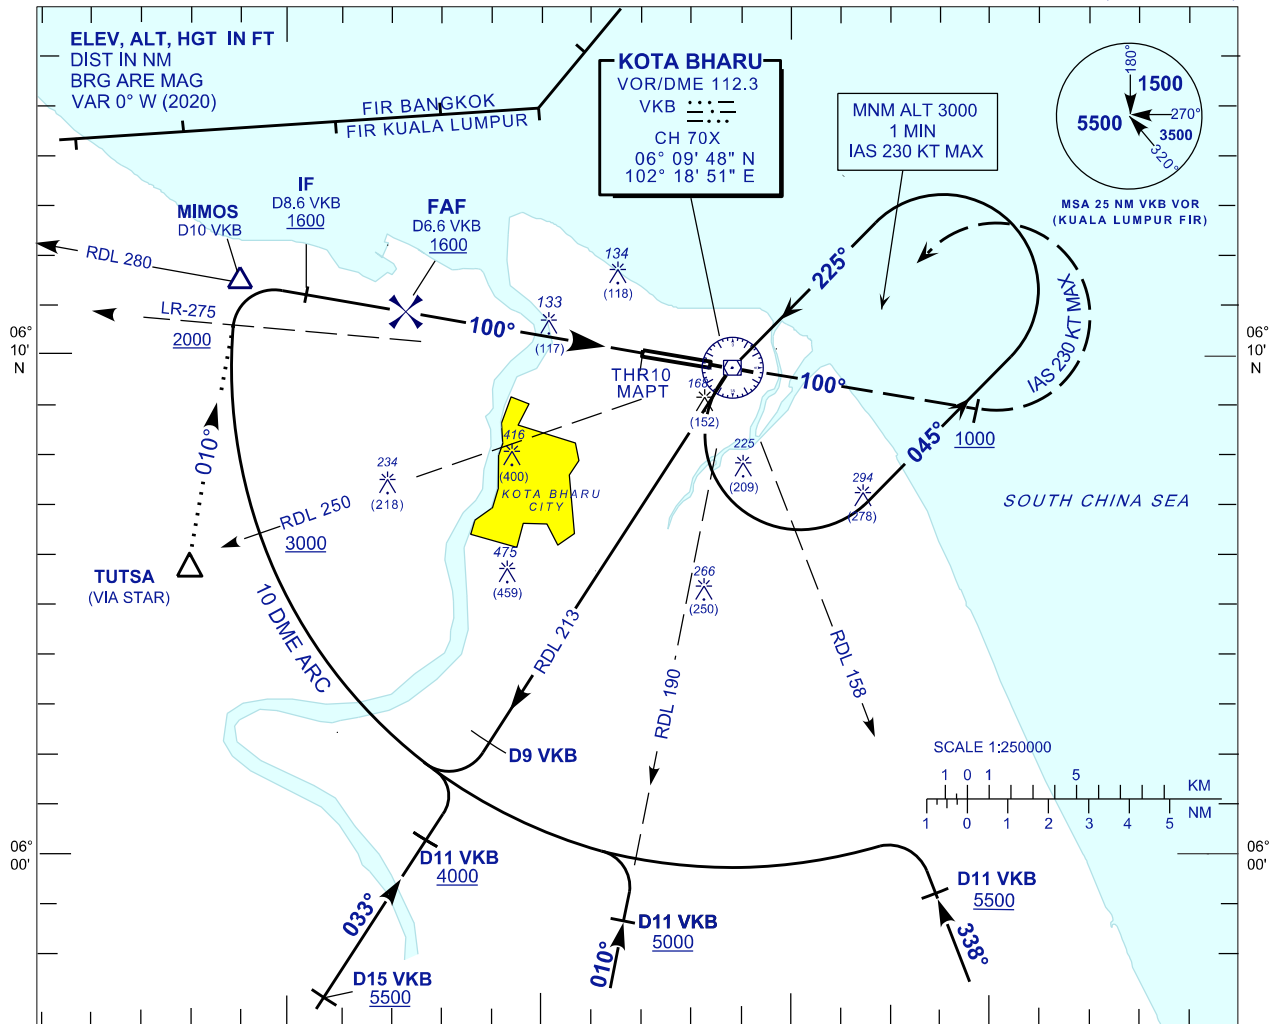 ELEV, ALT, HGT IN FT
DIST IN NM
BRG ARE MAG
VAR 0° W (2020)
FIR BANGKOK
FIR KUALA LUMPUR
KOTA BHARU
VOR/DME 112.3
VKB
CH 70X
06° 09' 48" N
102° 18' 51" E
MNM ALT 3000
1 MIN
IAS 230 KT MAX
180°
1500
270°
5500
3500
320°
MSA 25 NM VKB VOR
(KUALA LUMPUR FIR)
IF
D8,6 VKB
1600
MIMOS
D10 VKB
FAF
D6,6 VKB
1600
RDL 280
LR-275
2000
134
(118)
133
(117)
100°
225°
IAS 230 KT MAX
06°
10'
N
06°
10'
N
THR10
MAPT
168
(152)
100°
1000
045°
010°
416
(400)
KOTA BHARU
CITY
234
(218)
225
(209)
294
(278)
SOUTH CHINA SEA
RDL 250
3000
TUTSA
(VIA STAR)
475
(459)
266
(250)
10 DME ARC
RDL 213
RDL 190
RDL 158
D9 VKB
SCALE 1:250000
1 0 1 5
KM
NM
1 0 1 2 3 4 5
06°
00'
06°
00'
D11 VKB
4000
D11 VKB
5500
D11 VKB
5000
033°
010°
338°
D15 VKB
5500